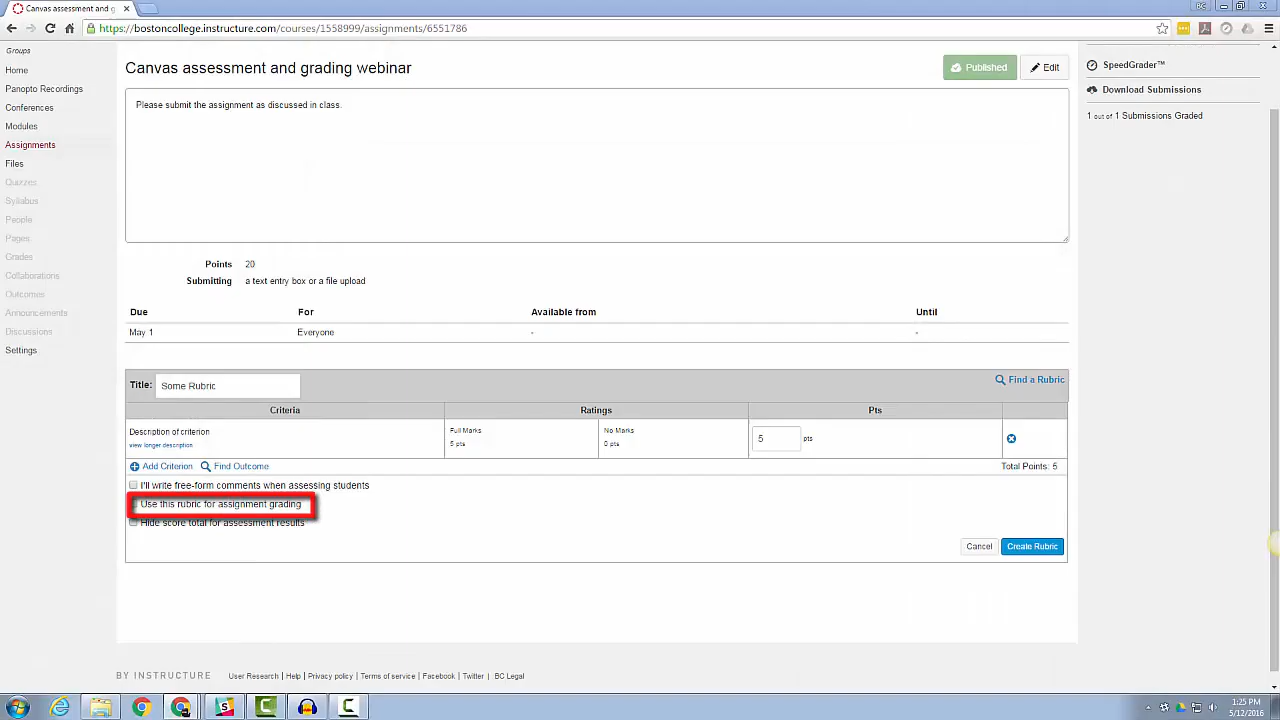 Canvas assessment and g
https://bostoncollege.instructure.com/courses/1558999/assignments/6551786
Groups
Home
Panopto Recordings
Conferences
Modules
Assignments
Files
Quizzes
Syllabus
People
Pages
Grades
Collaborations
Outcomes
Announcements
Discussions
Settings
Canvas assessment and grading webinar
Published
Edit
Please submit the assignment as discussed in class.
Points 20
Submitting a text entry box or a file upload
Due For Available from Until
May 1 Everyone - -
Title: Some Rubric
Find a Rubric
Criteria Ratings Pts
Description of criterion
view longer description
Full Marks
5 pts
No Marks
0 pts
5 pts
Add Criterion Find Outcome
Total Points: 5
I'll write free-form comments when assessing students
Use this rubric for assignment grading
Hide score total for assessment results
Cancel Create Rubric
SpeedGrader™
Download Submissions
1 out of 1 Submissions Graded
BY INSTRUCTURE
User Research | Help | Privacy policy | Terms of service | Facebook | Twitter | BC Legal
1:25 PM
5/12/2016